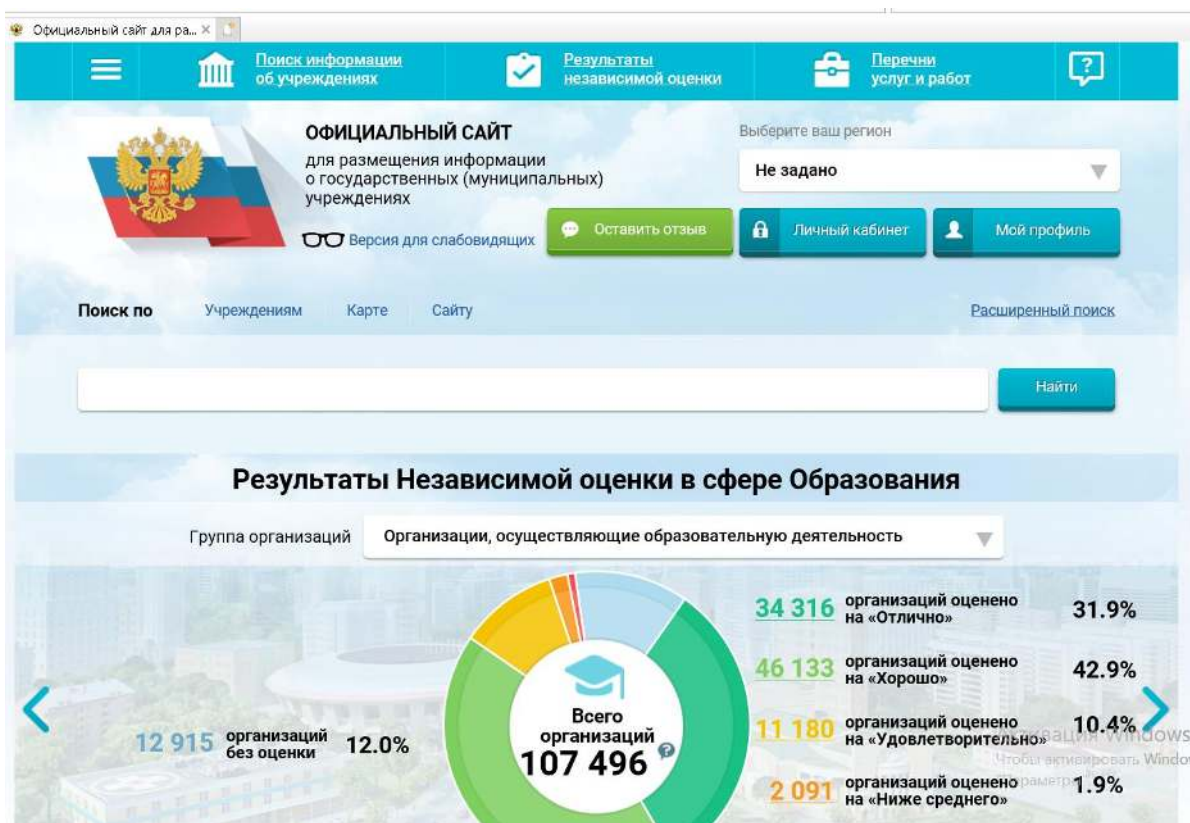 Официальный сайт для ра...
Поиск информации
об учреждениях
Результаты
независимой оценки
Перечни
услуг и работ
ОФИЦИАЛЬНЫЙ САЙТ
для размещения информации
о государственных (муниципальных)
учреждениях
Версия для слабовидящих
Выберите ваш регион
Не задано
Оставить отзыв
Личный кабинет
Мой профиль
Поиск по
Учреждениям
Карте
Сайту
Расширенный поиск
Найти
Результаты Независимой оценки в сфере Образования
Группа организаций
Организации, осуществляющие образовательную деятельность
34 316 организаций оценено на «Отлично» 31.9%
46 133 организаций оценено на «Хорошо» 42.9%
12 915 организаций без оценки 12.0%
Всего
организаций
107 496
11 180 организаций оценено на «Удовлетворительно» 10.4%
2 091 организаций оценено на «Ниже среднего» 1.9%
Windows
Чтобы активировать Windo